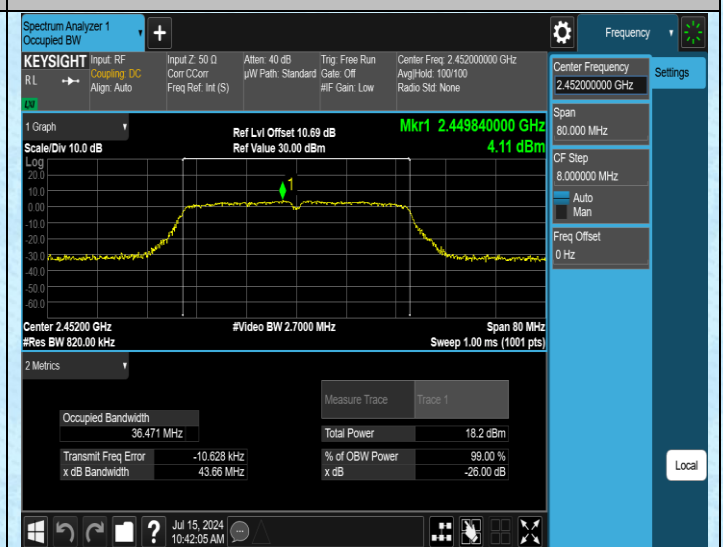 Spectrum Analyzer 1
Occupied BW
+
Frequency
KEYSIGHT
R L
LXI
Input: RF
Coupling: DC
Align: Auto
Input Z: 50 Ω
Corr CCorr
Freq Ref: Int (S)
Atten: 40 dB
µW Path: Standard
Trig: Free Run
Gate: Off
#IF Gain: Low
Center Freq: 2.452000000 GHz
Avg|Hold: 100/100
Radio Std: None
Center Frequency
2.452000000 GHz
Settings
Span
80.000 MHz
CF Step
8.000000 MHz
Auto
Man
Freq Offset
0 Hz
1 Graph
Scale/Div 10.0 dB
Ref Lvl Offset 10.69 dB
Ref Value 30.00 dBm
Mkr1 2.449840000 GHz
4.11 dBm
Log
20.0
10.0
0.00
-10.0
-20.0
-30.0
-40.0
-50.0
-60.0
1
Center 2.45200 GHz
#Res BW 820.00 kHz
#Video BW 2.7000 MHz
Span 80 MHz
Sweep 1.00 ms (1001 pts)
2 Metrics
Measure Trace
Trace 1
Occupied Bandwidth
36.471 MHz
Total Power
18.2 dBm
Transmit Freq Error
-10.628 kHz
% of OBW Power
99.00 %
x dB Bandwidth
43.66 MHz
x dB
-26.00 dB
Local
?
Jul 15, 2024
10:42:05 AM